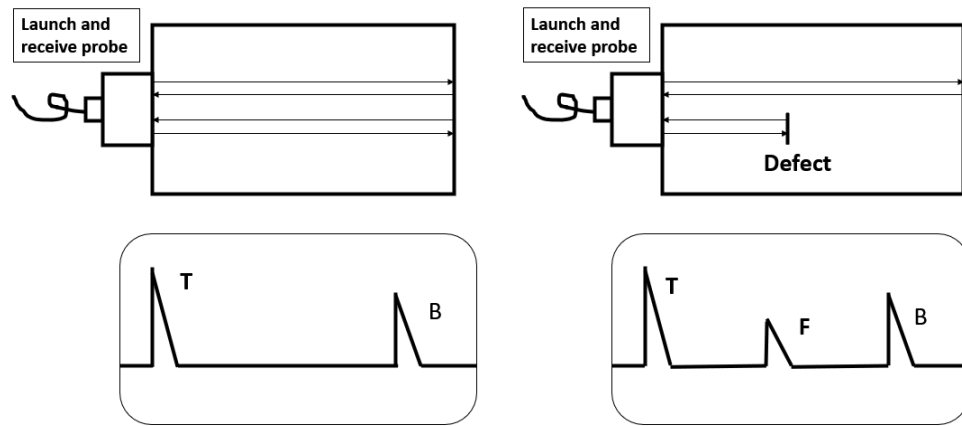 Launch and
receive probe
Launch and
receive probe
Defect
T
B
T
F
B